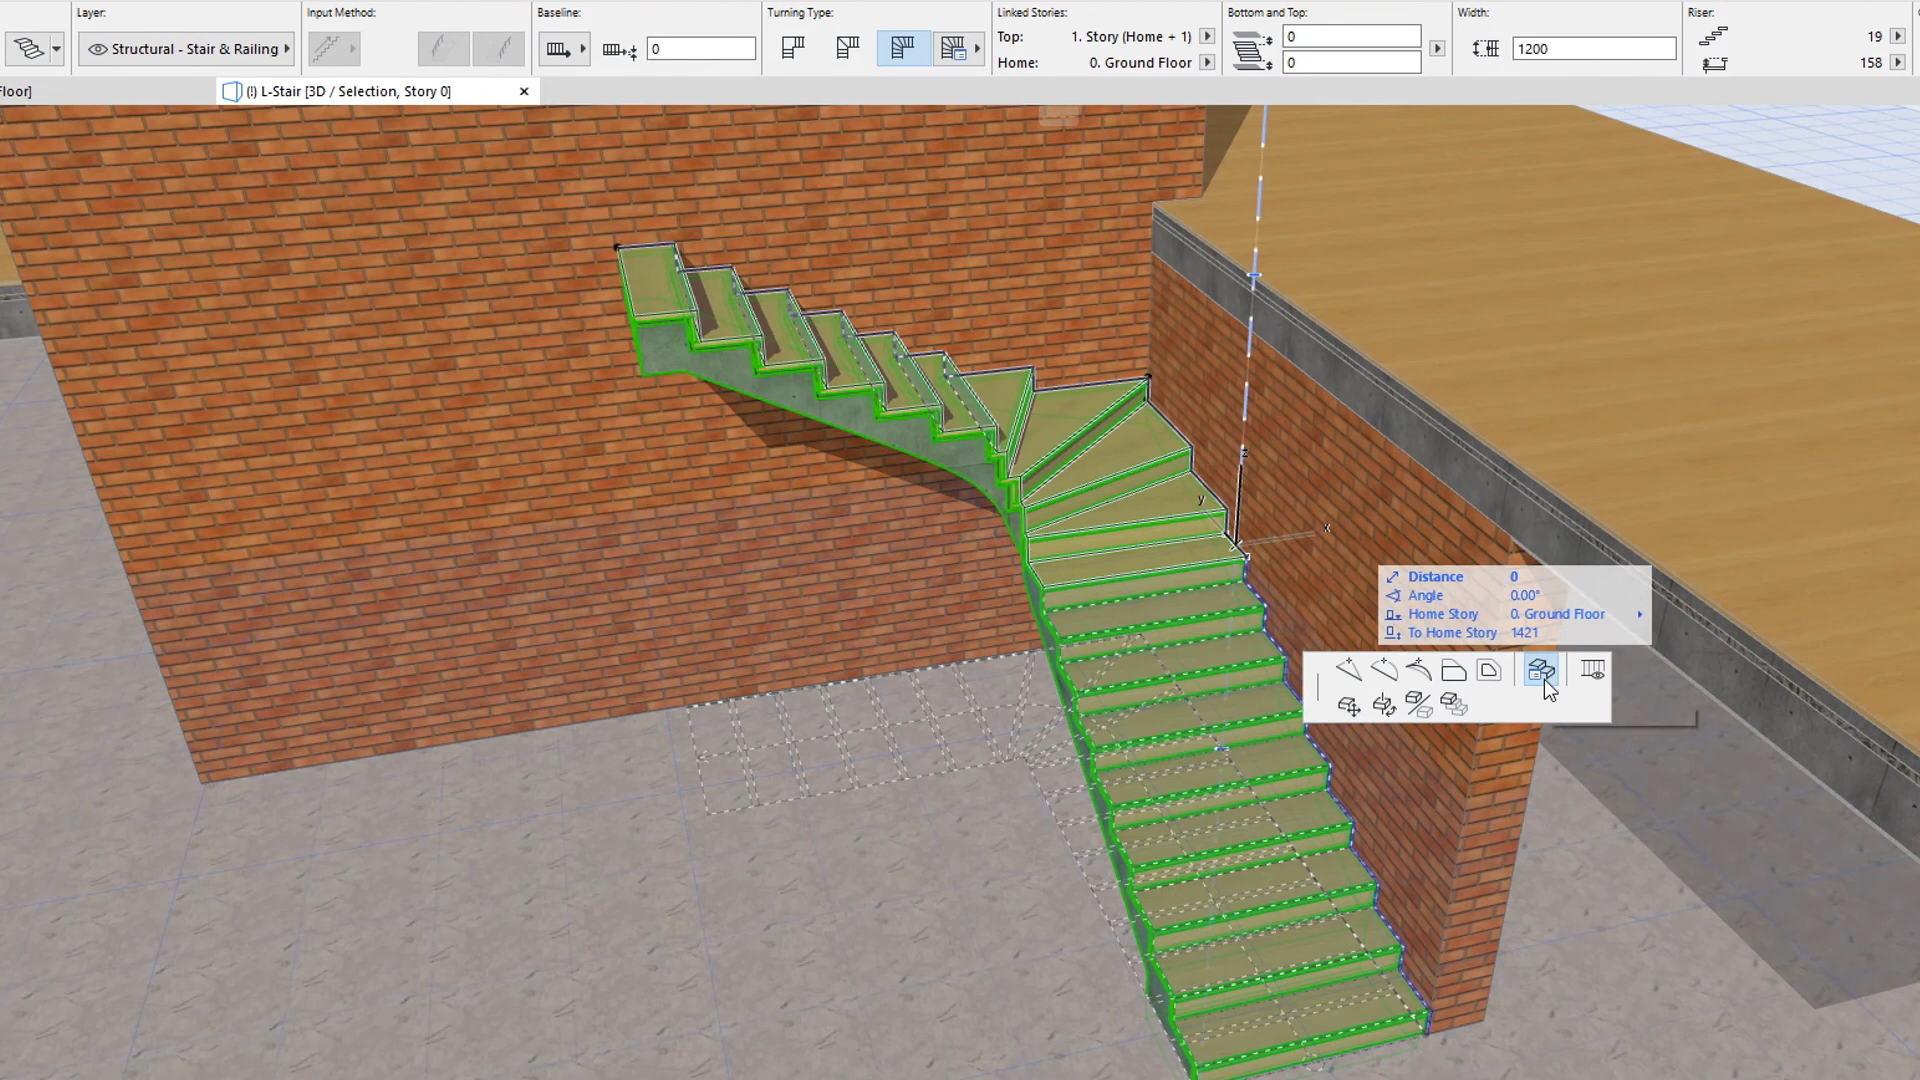 Layer:
Input Method:
Baseline:
Turning Type:
Linked Stories:
Bottom and Top:
Width:
Riser:
Structural - Stair & Railing
0
Top:
1. Story (Home + 1)
0
1200
19
Home:
0. Ground Floor
0
158
Floor]
(!) L-Stair [3D / Selection, Story 0]
z
y
x
Distance 0
Angle 0.00°
Home Story 0. Ground Floor
To Home Story 1421